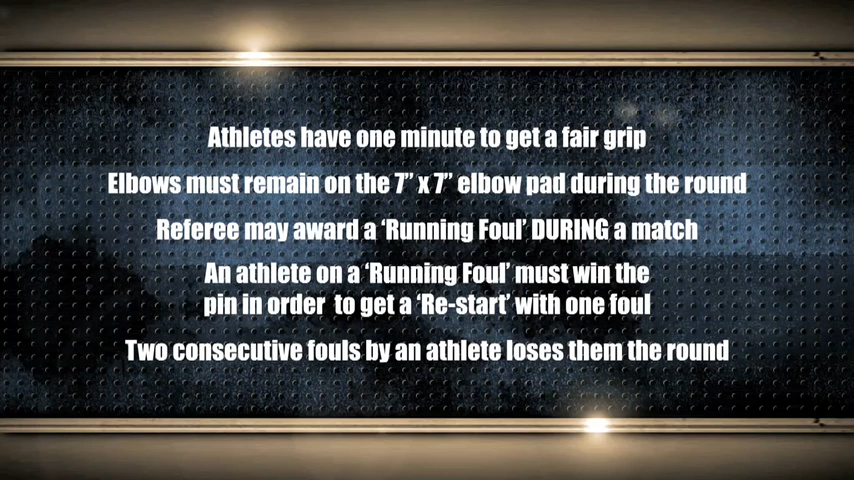 Athletes have one minute to get a fair grip
Elbows must remain on the 7” x 7” elbow pad during the round
Referee may award a ‘Running Foul’ DURING a match
An athlete on a ‘Running Foul’ must win the
pin in order to get a ‘Re-start’ with one foul
Two consecutive fouls by an athlete loses them the round